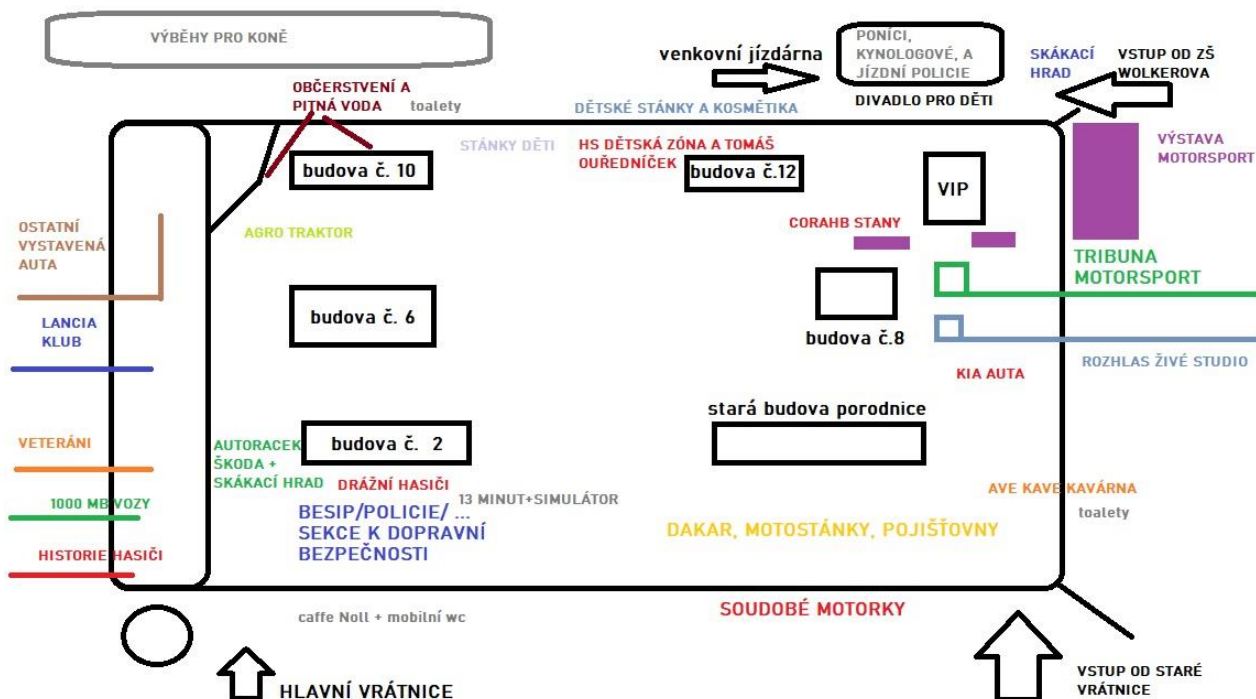 VÝBĚHY PRO KONĚ
venkovní jízdárna
PONÍCI,
KYNOLOGOVÉ, A
JÍZDNÍ POLICIE
SKÁKACÍ
HRAD
VSTUP OD ZŠ
WOLKEROVA
OBČERSTVENÍ A
PITNÁ VODA
toalety
DĚTSKÉ STÁNKY A KOSMĚTIKA
DIVADLO PRO DĚTI
STÁNKY DĚTI
HS DĚTSKÁ ZÓNA A TOMÁŠ
OUŘEDNÍČEK
VÝSTAVA
MOTORSPORT
budova č. 10
budova č.12
VIP
OSTATNÍ
VYSTAVENÁ
AUTA
AGRO TRAKTOR
CORAHB STANY
TRIBUNA
MOTORSPORT
LANCIA
KLUB
budova č. 6
budova č.8
ROZHLAS ŽIVÉ STUDIO
KIA AUTA
stará budova porodnice
VETERÁNI
AUTORACEK
ŠKODA +
SKÁKACÍ HRAD
budova č. 2
DRÁŽNÍ HASIČI
13 MINUT+SIMULÁTOR
AVE KAVE KAVÁRNA
toalety
1000 MB VOZY
BESIP/POLICIE/ ...
SEKCE K DOPRAVNÍ
BEZPEČNOSTI
DAKAR, MOTOSTÁNKY, POJIŠŤOVNY
HISTORIE HASIČI
caffe Noll + mobilní wc
SOUDOBÉ MOTORKY
HLAVNÍ VRÁTNICE
VSTUP OD STARÉ
VRÁTNICE